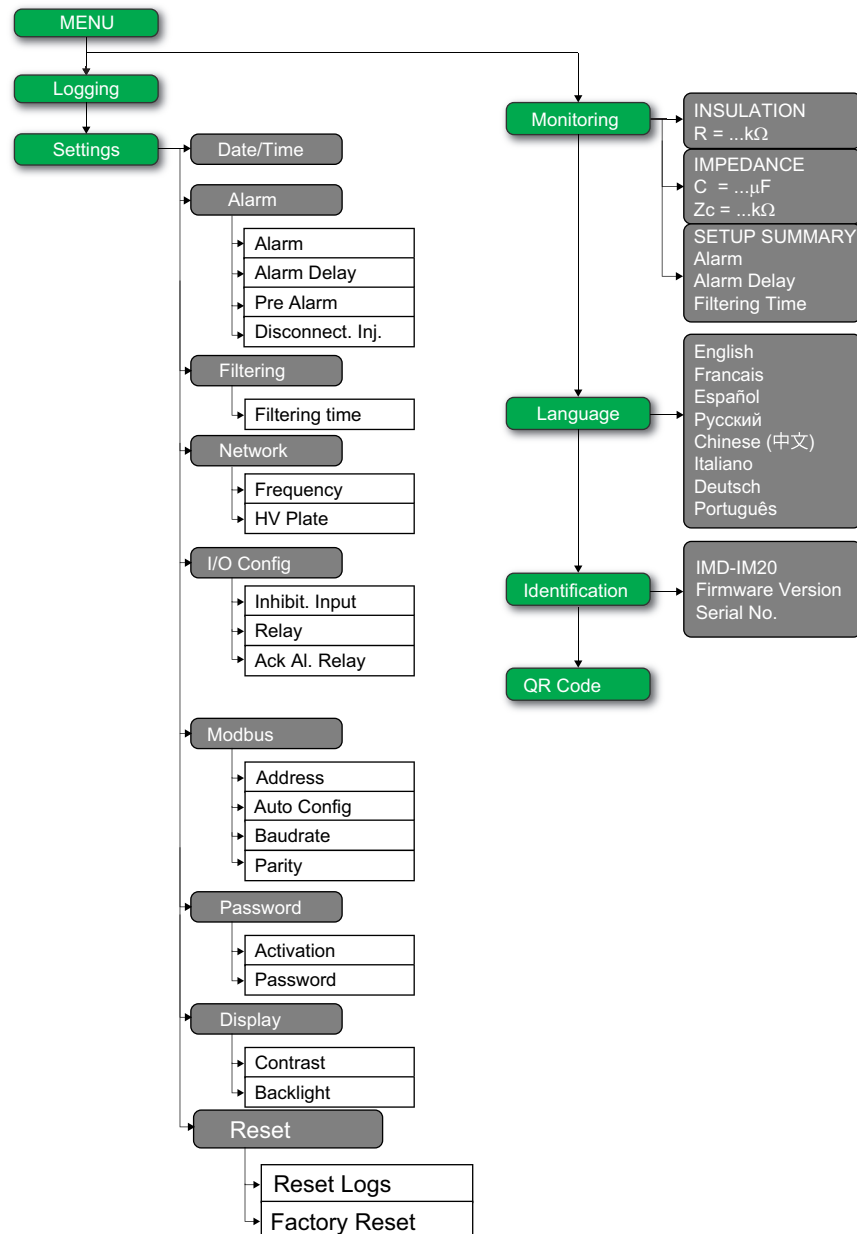 MENU
Logging
Settings
Date/Time
Alarm
Alarm
Alarm Delay
Pre Alarm
Disconnect. Inj.
Filtering
Filtering time
Network
Frequency
HV Plate
I/O Config
Inhibit. Input
Relay
Ack Al. Relay
Modbus
Address
Auto Config
Baudrate
Parity
Password
Activation
Password
Display
Contrast
Backlight
Reset
Reset Logs
Factory Reset
Monitoring
INSULATION
R = ...kΩ
IMPEDANCE
C = ...μF
Zc = ...kΩ
SETUP SUMMARY
Alarm
Alarm Delay
Filtering Time
Language
English
Francais
Español
Русский
Chinese (中文)
Italiano
Deutsch
Português
Identification
IMD-IM20
Firmware Version
Serial No.
QR Code